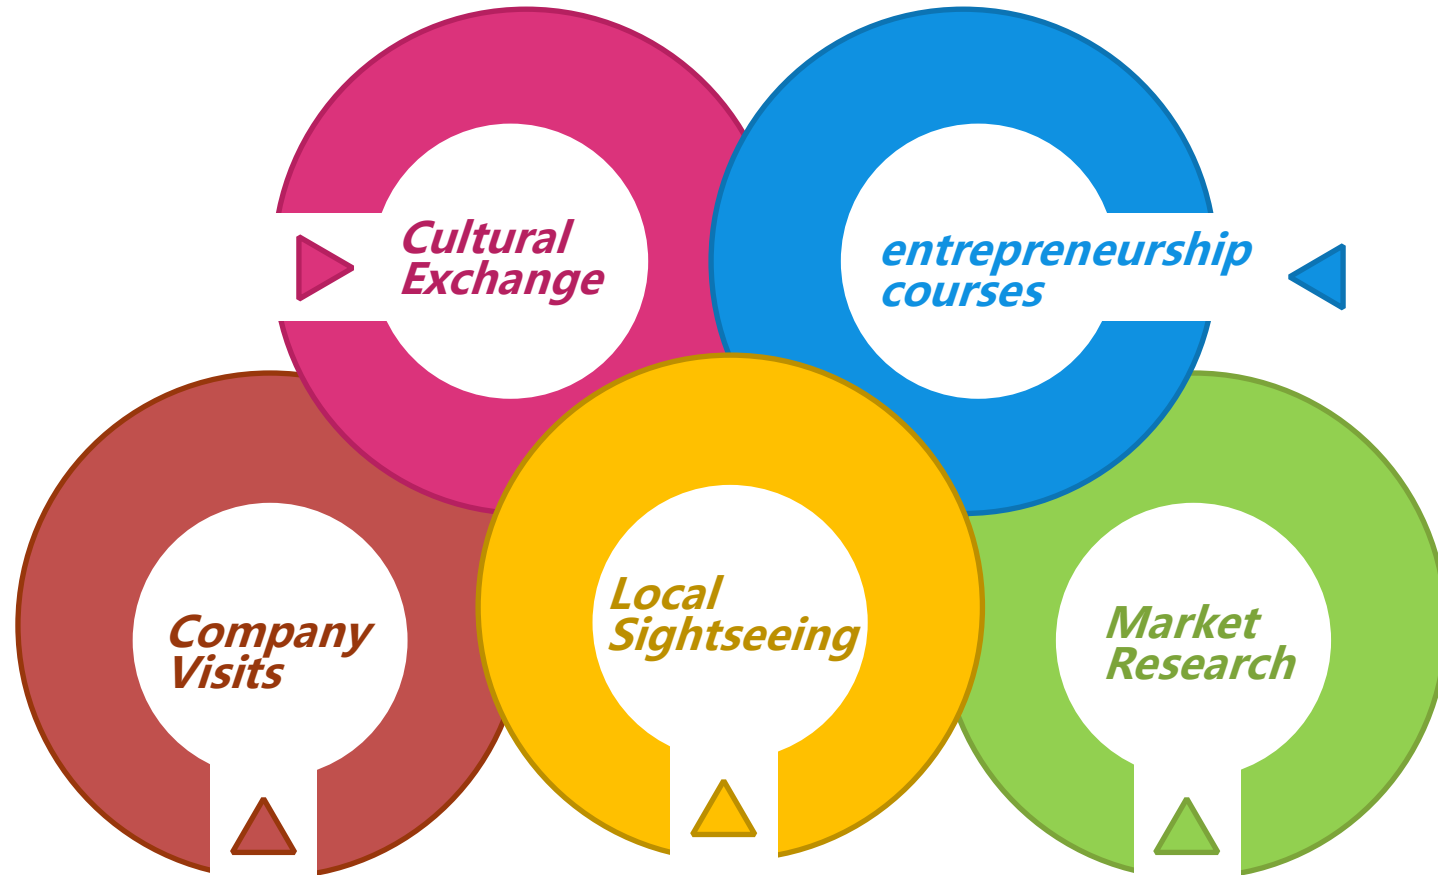 Cultural
Exchange
entrepreneurship
courses
Company
Visits
Local
Sightseeing
Market
Research